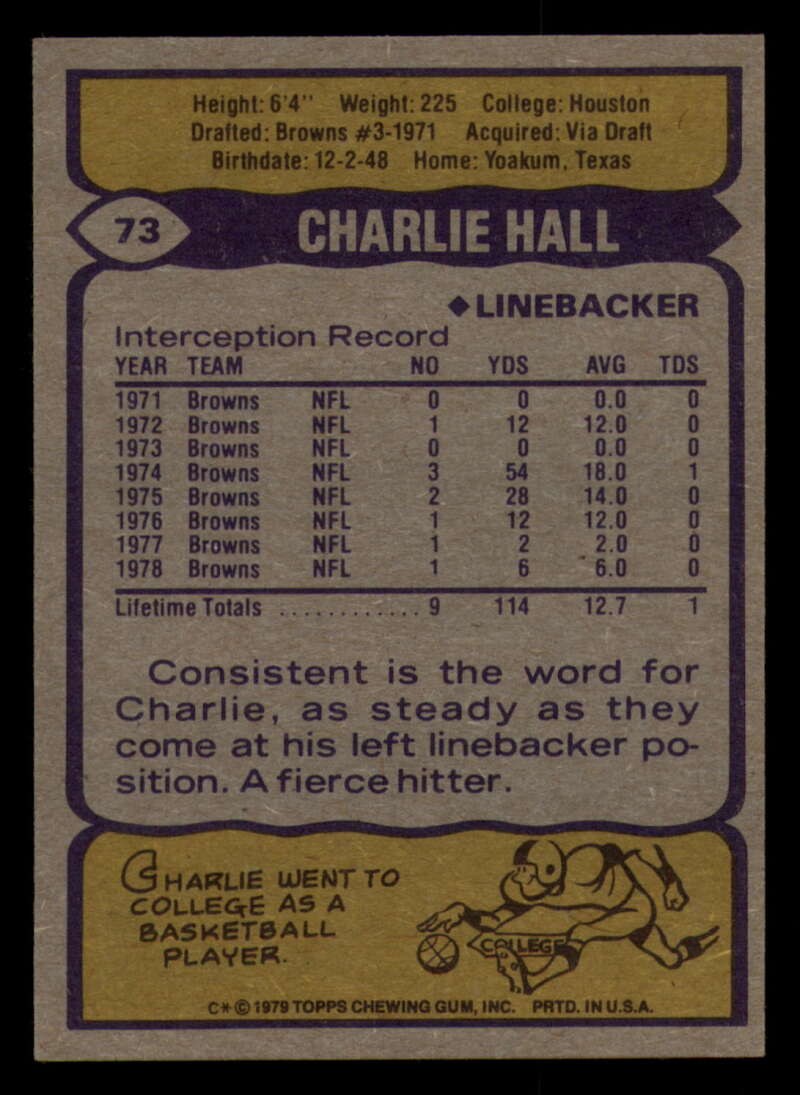 Height: 6'4" Weight: 225 College: Houston
Drafted: Browns #3-1971 Acquired: Via Draft
Birthdate: 12-2-48 Home: Yoakum, Texas
73 CHARLIE HALL
◆LINEBACKER
Interception Record
YEAR TEAM NO YDS AVG TDS
1971 Browns NFL 0 0 0.0 0
1972 Browns NFL 1 12 12.0 0
1973 Browns NFL 0 0 0.0 0
1974 Browns NFL 3 54 18.0 1
1975 Browns NFL 2 28 14.0 0
1976 Browns NFL 1 12 12.0 0
1977 Browns NFL 1 2 2.0 0
1978 Browns NFL 1 6 6.0 0
Lifetime Totals ............ 9 114 12.7 1
Consistent is the word for
Charlie, as steady as they
come at his left linebacker po-
sition. A fierce hitter.
CHARLIE WENT TO
COLLEGE AS A
BASKETBALL
PLAYER.
COLLEGE
C*©1979 TOPPS CHEWING GUM, INC. PRTD. IN U.S.A.